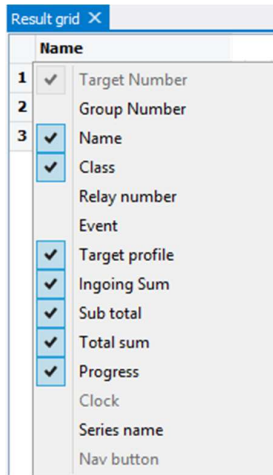 Result grid
Name
1 Target Number
2 Group Number
3 Name
Class
Relay number
Event
Target profile
Ingoing Sum
Sub total
Total sum
Progress
Clock
Series name
Nav button